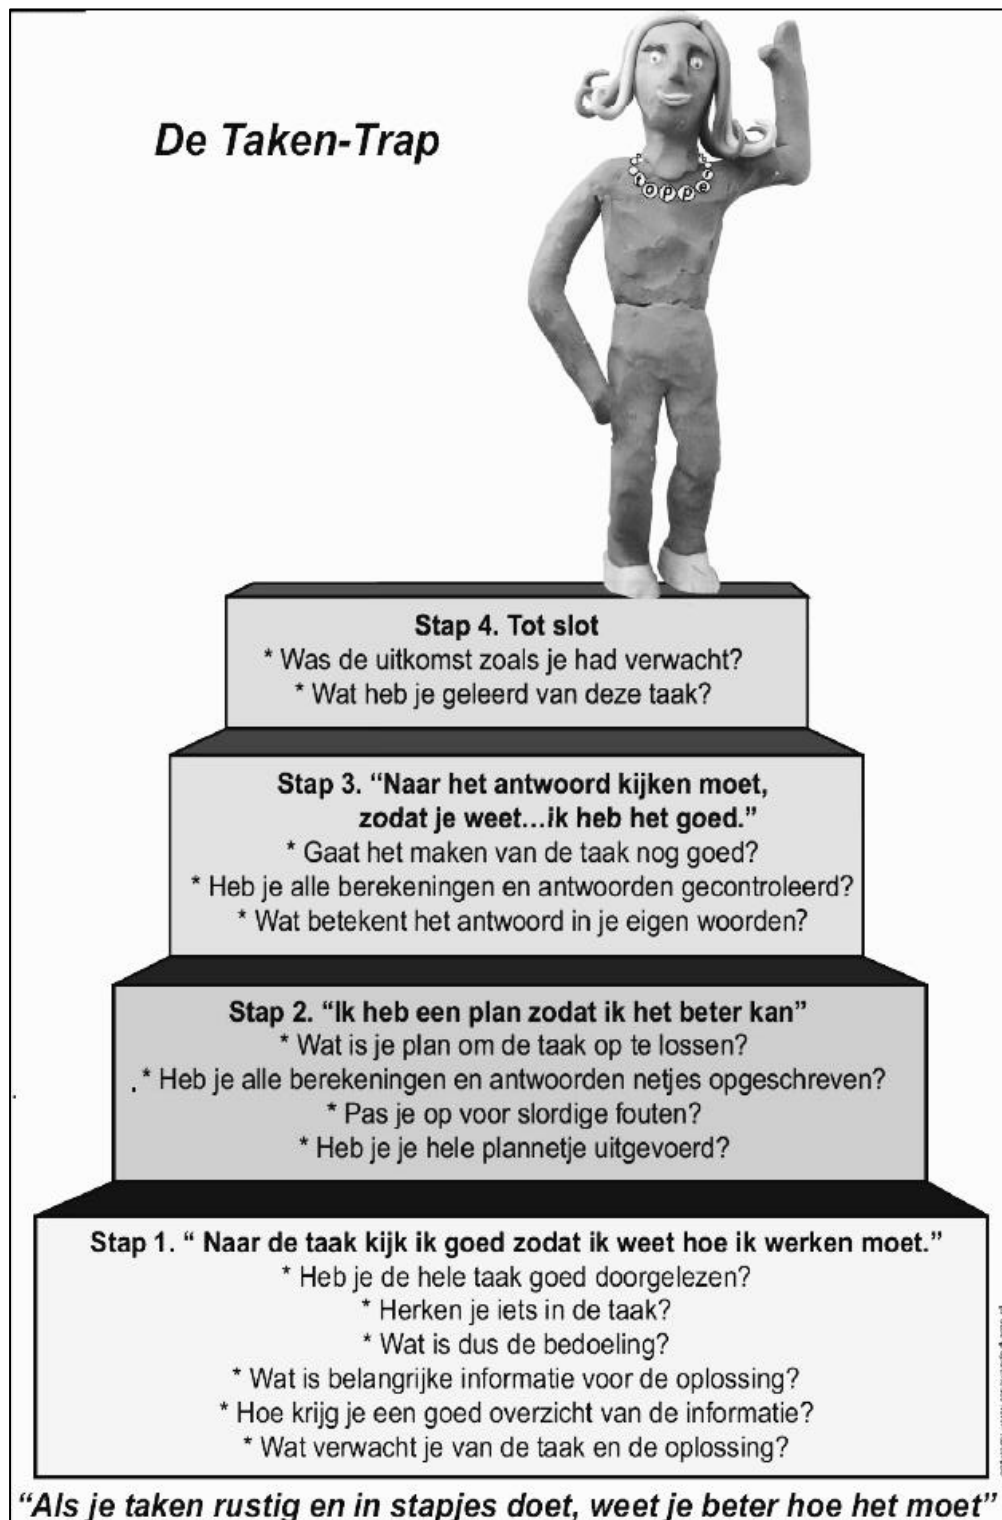 De Taken-Trap
toppertje
Stap 4. Tot slot
* Was de uitkomst zoals je had verwacht?
* Wat heb je geleerd van deze taak?
Stap 3. “Naar het antwoord kijken moet,
zodat je weet...ik heb het goed.”
* Gaat het maken van de taak nog goed?
* Heb je alle berekeningen en antwoorden gecontroleerd?
* Wat betekent het antwoord in je eigen woorden?
Stap 2. “Ik heb een plan zodat ik het beter kan”
* Wat is je plan om de taak op te lossen?
. * Heb je alle berekeningen en antwoorden netjes opgeschreven?
* Pas je op voor slordige fouten?
* Heb je je hele plannetje uitgevoerd?
Stap 1. “ Naar de taak kijk ik goed zodat ik weet hoe ik werken moet.”
* Heb je de hele taak goed doorgelezen?
* Herken je iets in de taak?
* Wat is dus de bedoeling?
* Wat is belangrijke informatie voor de oplossing?
* Hoe krijg je een goed overzicht van de informatie?
* Wat verwacht je van de taak en de oplossing?
“Als je taken rustig en in stapjes doet, weet je beter hoe het moet”